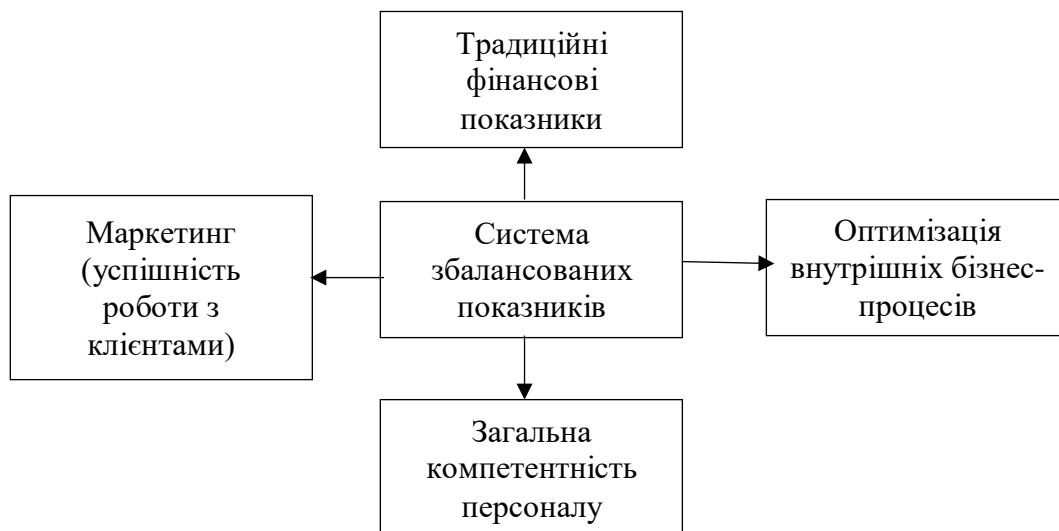 Традиційні
фінансові
показники
Маркетинг
(успішність
роботи з
клієнтами)
Система
збалансованих
показників
Оптимізація
внутрішніх бізнес-
процесів
Загальна
компетентність
персоналу